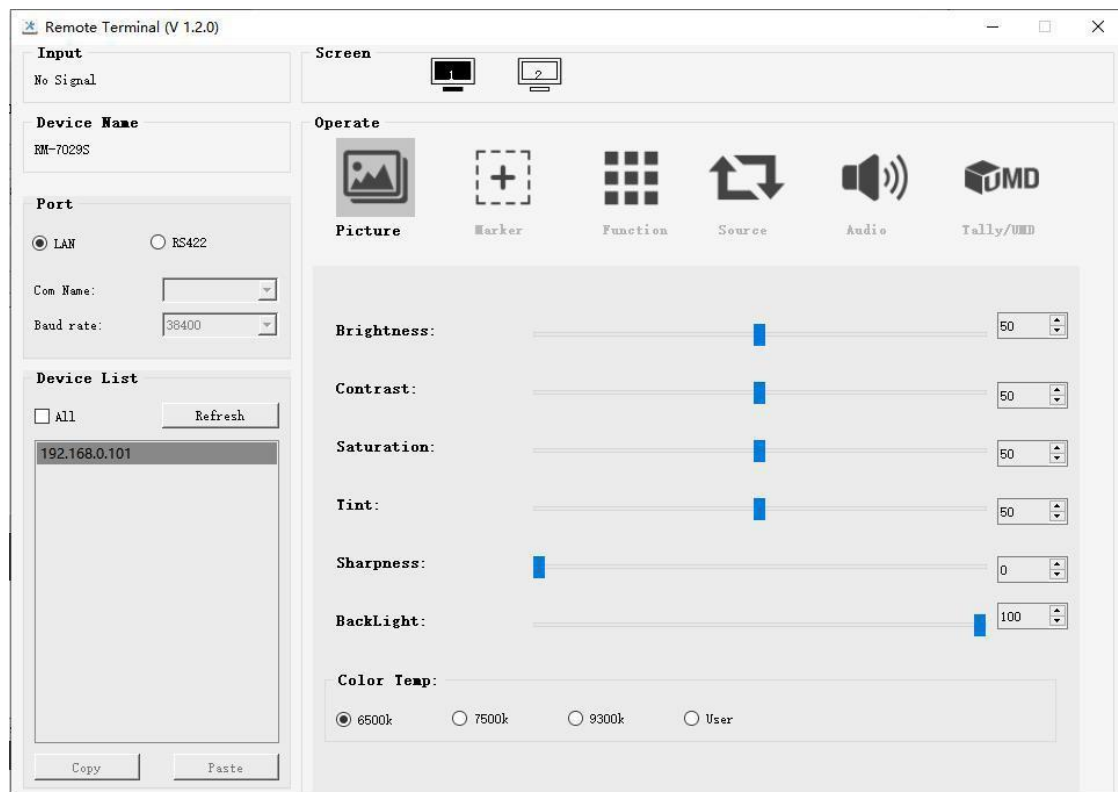 Remote Terminal (V 1.2.0)
Input
No Signal
Screen
1
2
Device Name
RM-7029S
Port
LAN
RS422
Com Name:
Baud rate:
38400
Device List
All
Refresh
192.168.0.101
Copy
Paste
Operate
UMD
Picture
Marker
Function
Source
Audio
Tally/UMD
Brightness:
50
Contrast:
50
Saturation:
50
Tint:
50
Sharpness:
0
BackLight:
100
Color Temp:
6500k
7500k
9300k
User